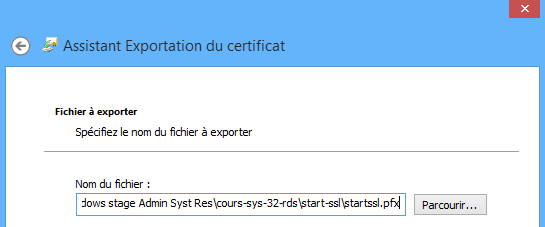 Assistant Exportation du certificat
Fichier à exporter
Spécifiez le nom du fichier à exporter
Nom du fichier :
dows stage Admin Syst Res\cours-sys-32-rds\start-ssl\startssl.pfx
Parcourir...